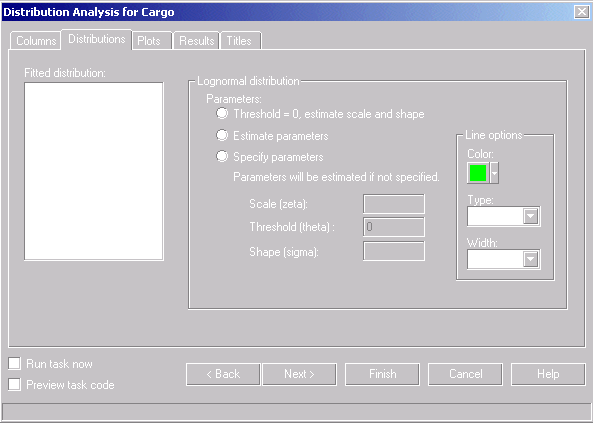 Distribution Analysis for Cargo
Columns Distributions Plots Results Titles
Fitted distribution:
Lognormal distribution
Parameters:
Threshold = 0, estimate scale and shape
Estimate parameters
Specify parameters
Parameters will be estimated if not specified.
Scale (zeta):
Threshold (theta) : 0
Shape (sigma):
Line options
Color:
Type:
Width:
Run task now
Preview task code
< Back Next > Finish Cancel Help